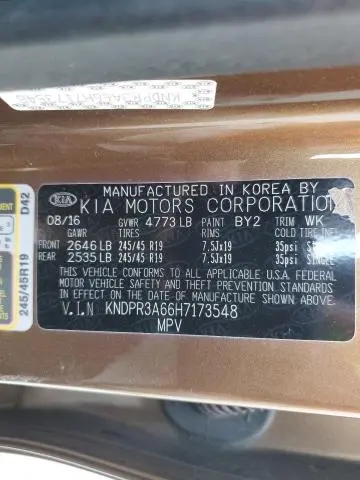 MANUFACTURED IN KOREA BY
KIA KIA MOTORS CORPORATION
08/16 GVWR 4773 LB PAINT BY2 TRIM WK
GAWR TIRES RIMS COLD TIRE INF
FRONT 2646 LB 245/45 R19 7.5Jx19 35psi S
REAR 2535 LB 245/45 R19 7.5Jx19 35psi S
THIS VEHICLE CONFORMS TO ALL APPLICABLE U.S.A. FEDERAL
MOTOR VEHICLE SAFETY AND THEFT PREVENTION STANDARDS
IN EFFECT ON THE DATE OF MANUFACTURE SHOWN ABOVE.
V.I.N KNDPR3A66H7173548
MPV
D42
245/45R19